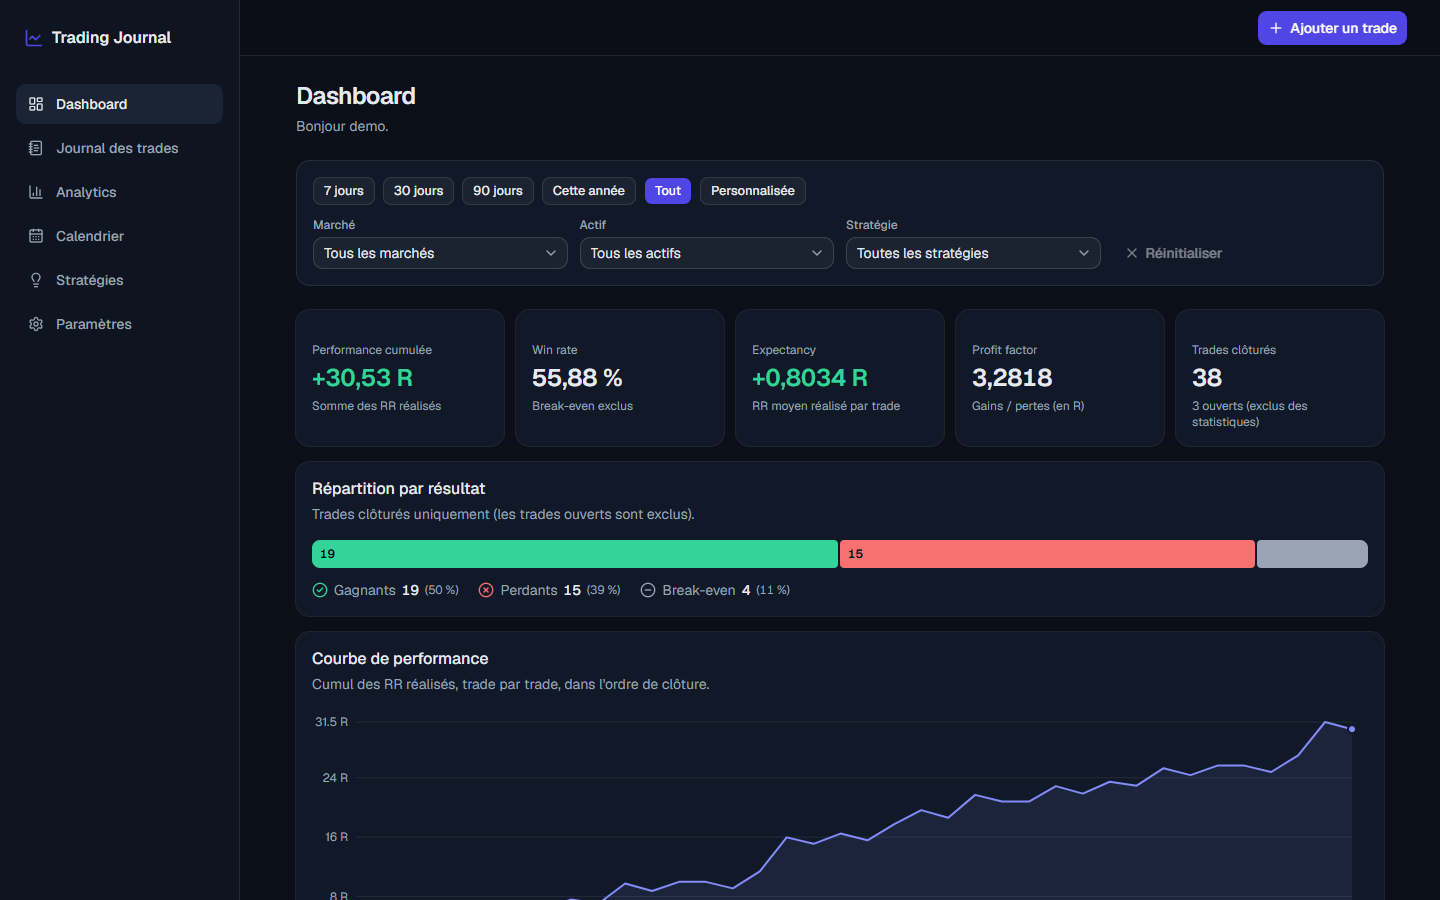 Trading Journal
Ajouter un trade
Dashboard
Journal des trades
Analytics
Calendrier
Stratégies
Paramètres
Dashboard
Bonjour demo.
7 jours
30 jours
90 jours
Cette année
Tout
Personnalisée
Marché
Actif
Stratégie
Tous les marchés
Tous les actifs
Toutes les stratégies
Réinitialiser
Performance cumulée
+30,53 R
Somme des RR réalisés
Win rate
55,88 %
Break-even exclus
Expectancy
+0,8034 R
RR moyen réalisé par trade
Profit factor
3,2818
Gains / pertes (en R)
Trades clôturés
38
3 ouverts (exclus des
statistiques)
Répartition par résultat
Trades clôturés uniquement (les trades ouverts sont exclus).
19
15
Gagnants 19 (50 %)
Perdants 15 (39 %)
Break-even 4 (11 %)
Courbe de performance
Cumul des RR réalisés, trade par trade, dans l'ordre de clôture.
31.5 R
24 R
16 R
8 R